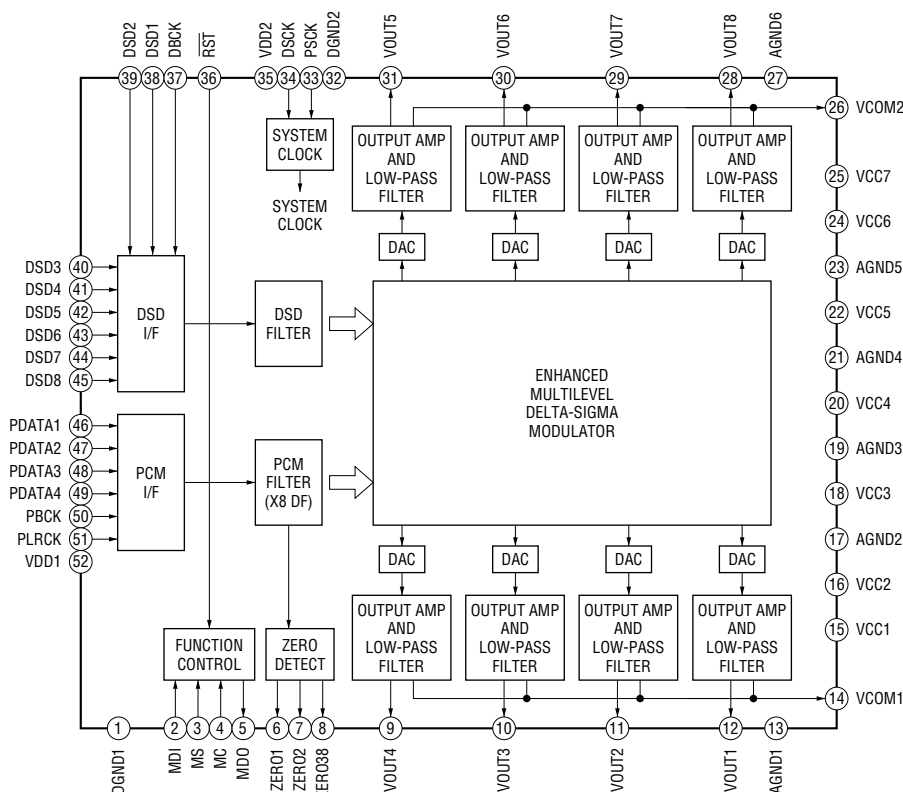 DSD2
DSD1
DBCK
RST
VDD2
DSCK
PSCK
DGND2
VOUT5
VOUT6
VOUT7
VOUT8
AGND6
39
38
37
36
35
34
33
32
31
30
29
28
27
26 VCOM2
SYSTEM
CLOCK
SYSTEM
CLOCK
OUTPUT AMP
AND
LOW-PASS
FILTER
OUTPUT AMP
AND
LOW-PASS
FILTER
OUTPUT AMP
AND
LOW-PASS
FILTER
OUTPUT AMP
AND
LOW-PASS
FILTER
DAC
DAC
DAC
DAC
25 VCC7
24 VCC6
23 AGND5
22 VCC5
21 AGND4
20 VCC4
19 AGND3
18 VCC3
17 AGND2
16 VCC2
15 VCC1
14 VCOM1
DSD3 40
DSD4 41
DSD5 42
DSD6 43
DSD7 44
DSD8 45
DSD
I/F
DSD
FILTER
ENHANCED
MULTILEVEL
DELTA-SIGMA
MODULATOR
PDATA1 46
PDATA2 47
PDATA3 48
PDATA4 49
PBCK 50
PLRCK 51
VDD1 52
PCM
I/F
PCM
FILTER
(X8 DF)
DAC
DAC
DAC
DAC
FUNCTION
CONTROL
ZERO
DETECT
OUTPUT AMP
AND
LOW-PASS
FILTER
OUTPUT AMP
AND
LOW-PASS
FILTER
OUTPUT AMP
AND
LOW-PASS
FILTER
OUTPUT AMP
AND
LOW-PASS
FILTER
1
2
3
4
5
6
7
8
9
10
11
12
13
DGND1
MDI
MS
MC
MDO
ZERO1
ZERO2
ZERO38
VOUT4
VOUT3
VOUT2
VOUT1
AGND1